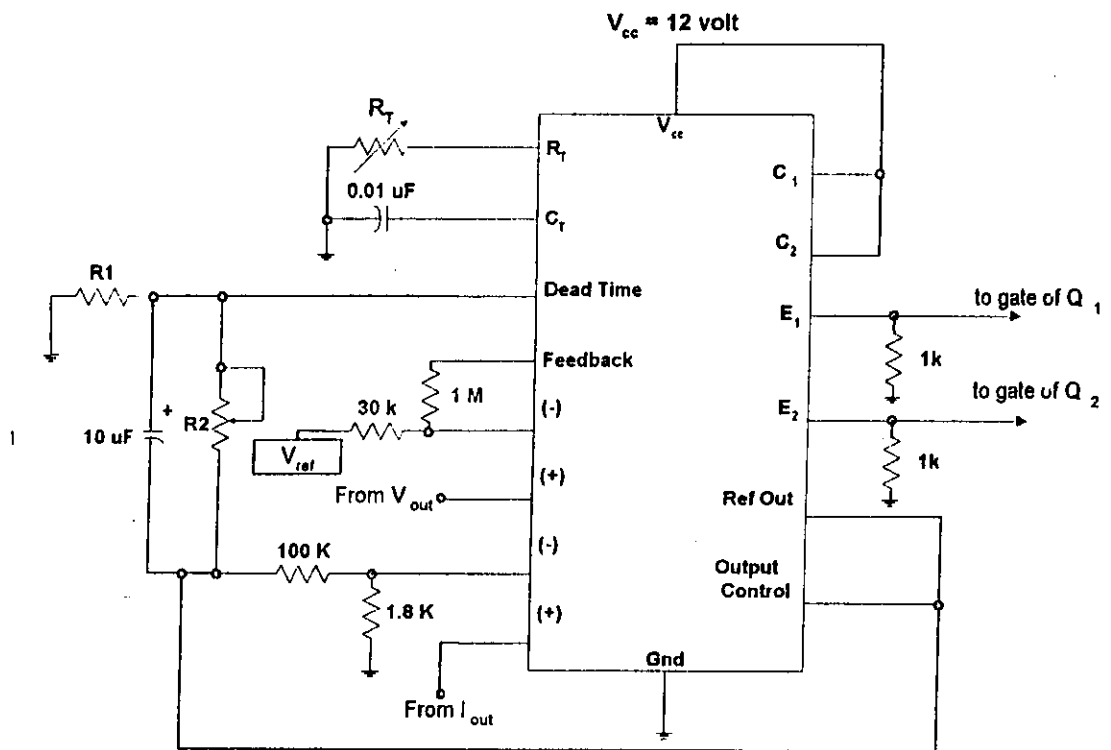 V_cc = 12 volt
R_T
R_T
V_cc
0.01 uF
C_1
C_T
C_2
R1
Dead Time
E_1
to gate of Q_1
Feedback
1k
1 M
(-)
30 k
E_2
to gate of Q_2
+
R2
10 uF
1
V_ref
1k
(+)
From V_out
Ref Out
(-)
100 K
Output
Control
1.8 K
(+)
Gnd
From I_out